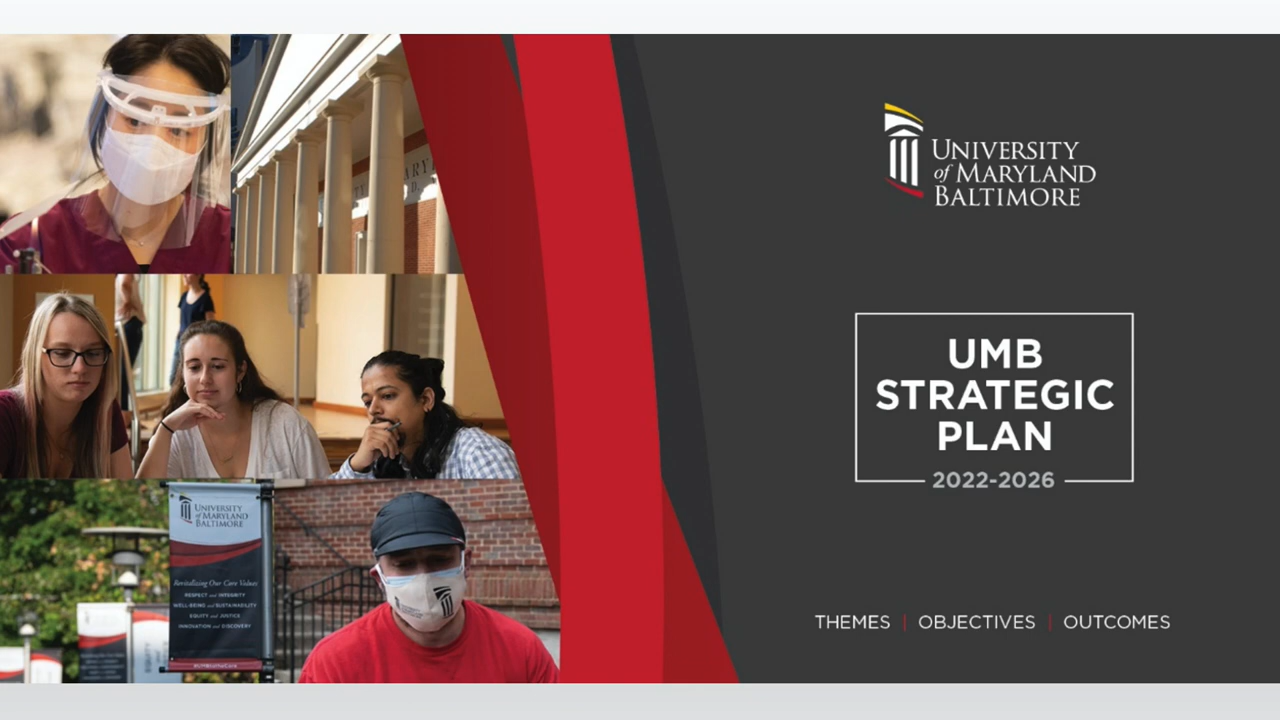 UNIVERSITY
of MARYLAND
BALTIMORE
UMB
STRATEGIC
PLAN
2022-2026
THEMES | OBJECTIVES | OUTCOMES
UNIVERSITY
of MARYLAND
BALTIMORE
Revitalizing Our Core Values
RESPECT and INTEGRITY
WELL-BEING and SUSTAINABILITY
EQUITY and JUSTICE
INNOVATION and DISCOVERY